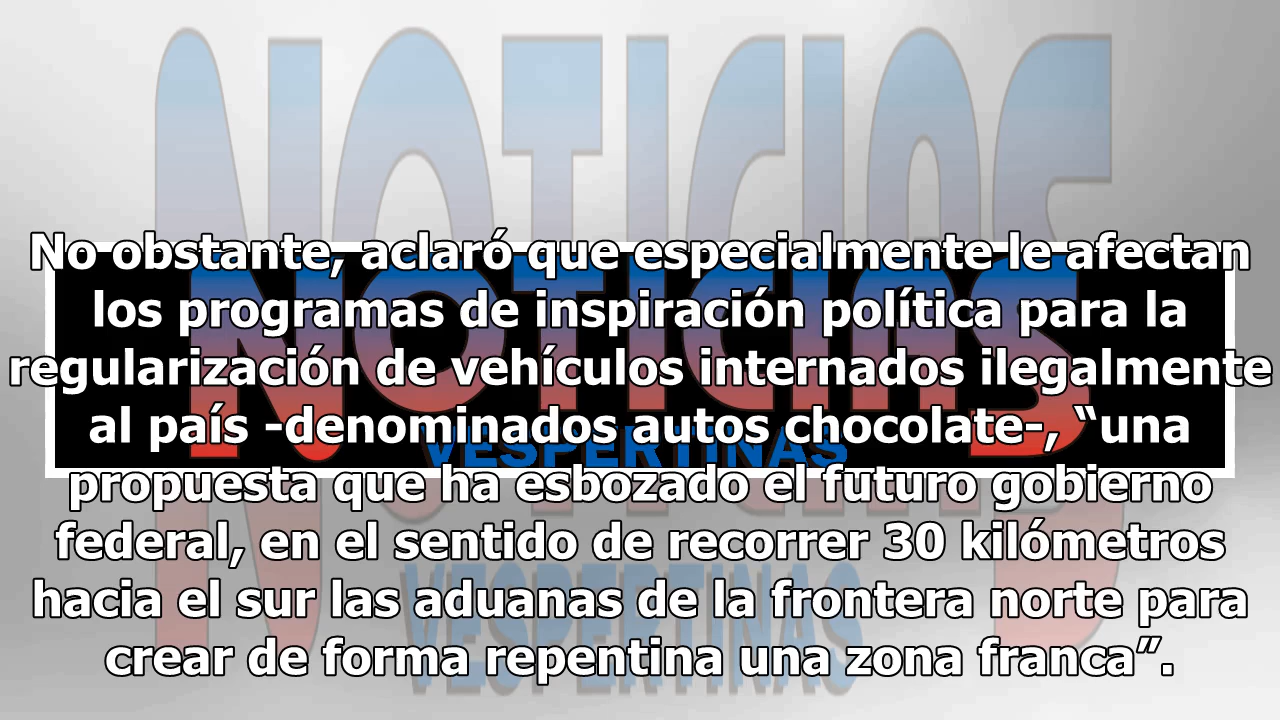 NOTICIAS
VESPERTINAS
No obstante, aclaró que especialmente le afectan
los programas de inspiración política para la
regularización de vehículos internados ilegalmente
al país -denominados autos chocolate-, “una
propuesta que ha esbozado el futuro gobierno
federal, en el sentido de recorrer 30 kilómetros
hacia el sur las aduanas de la frontera norte para
crear de forma repentina una zona franca”.
NOTICIAS
VESPERTINAS